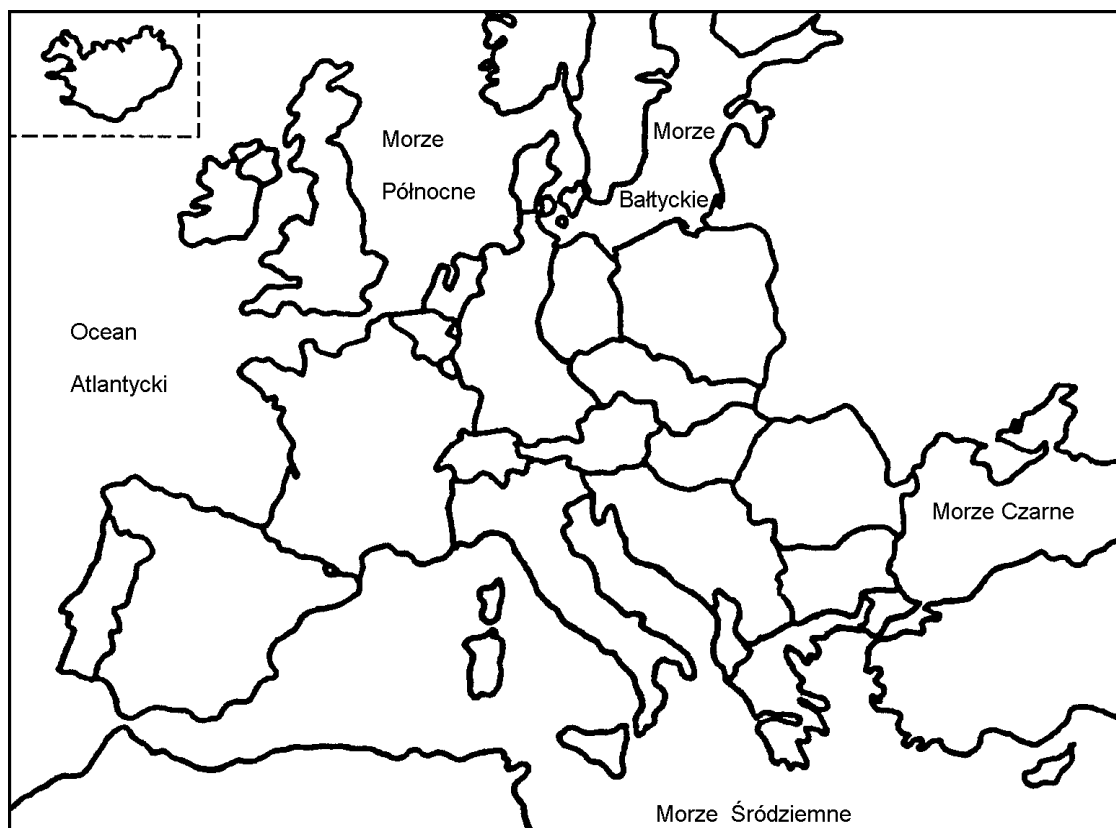 Morze
Północne
Morze
Bałtyckie
Ocean
Atlantycki
Morze Czarne
Morze Śródziemne